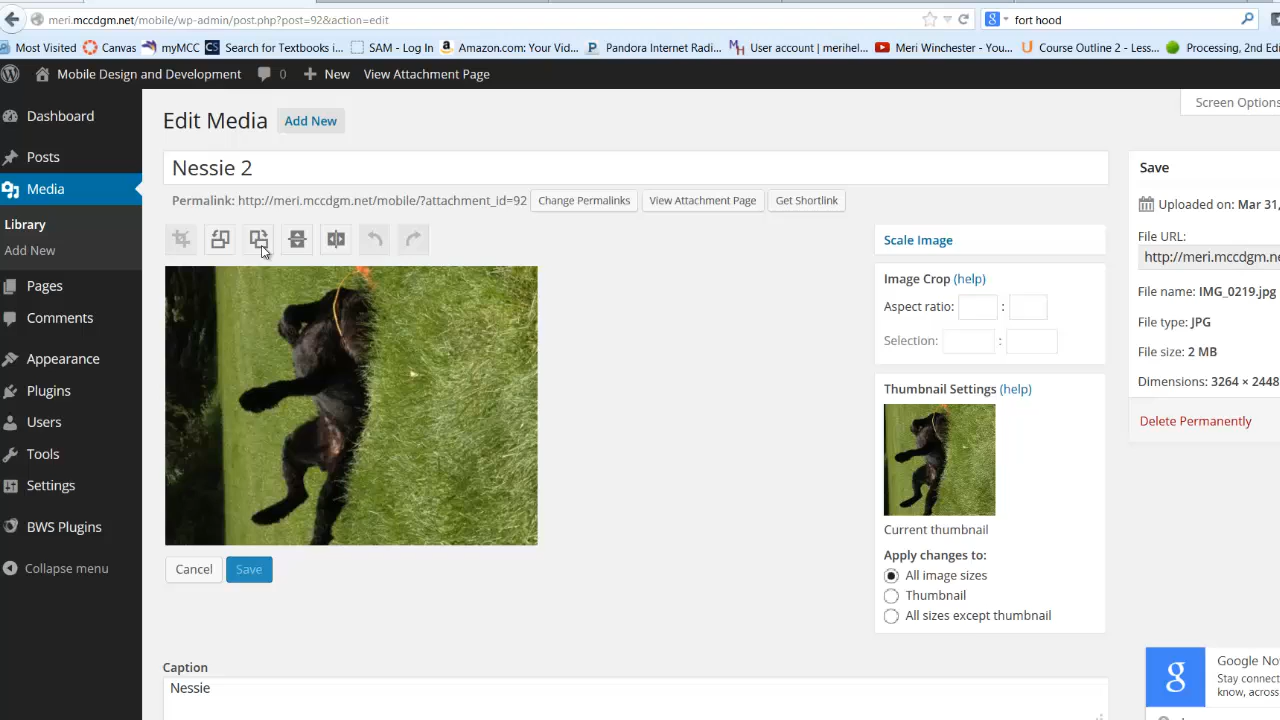 meri.mccdgm.net/mobile/wp-admin/post.php?post=92&action=edit
fort hood
Most Visited Canvas myMCC Search for Textbooks i... SAM - Log In Amazon.com: Your Vid... Pandora Internet Radi... User account | merihel... Meri Winchester - You... Course Outline 2 - Less... Processing, 2nd Edi
Mobile Design and Development 0 New View Attachment Page
Screen Options
Edit Media Add New
Dashboard
Posts
Media
Library
Add New
Pages
Comments
Appearance
Plugins
Users
Tools
Settings
BWS Plugins
Collapse menu
Nessie 2
Permalink: http://meri.mccdgm.net/mobile/?attachment_id=92 Change Permalinks View Attachment Page Get Shortlink
Cancel Save
Caption
Nessie
Scale Image
Image Crop (help)
Aspect ratio: :
Selection: :
Thumbnail Settings (help)
Current thumbnail
Apply changes to:
All image sizes
Thumbnail
All sizes except thumbnail
Save
Uploaded on: Mar 31,
File URL:
http://meri.mccdgm.ne
File name: IMG_0219.jpg
File type: JPG
File size: 2 MB
Dimensions: 3264 × 2448
Delete Permanently
g
Google No
Stay connect
know, across